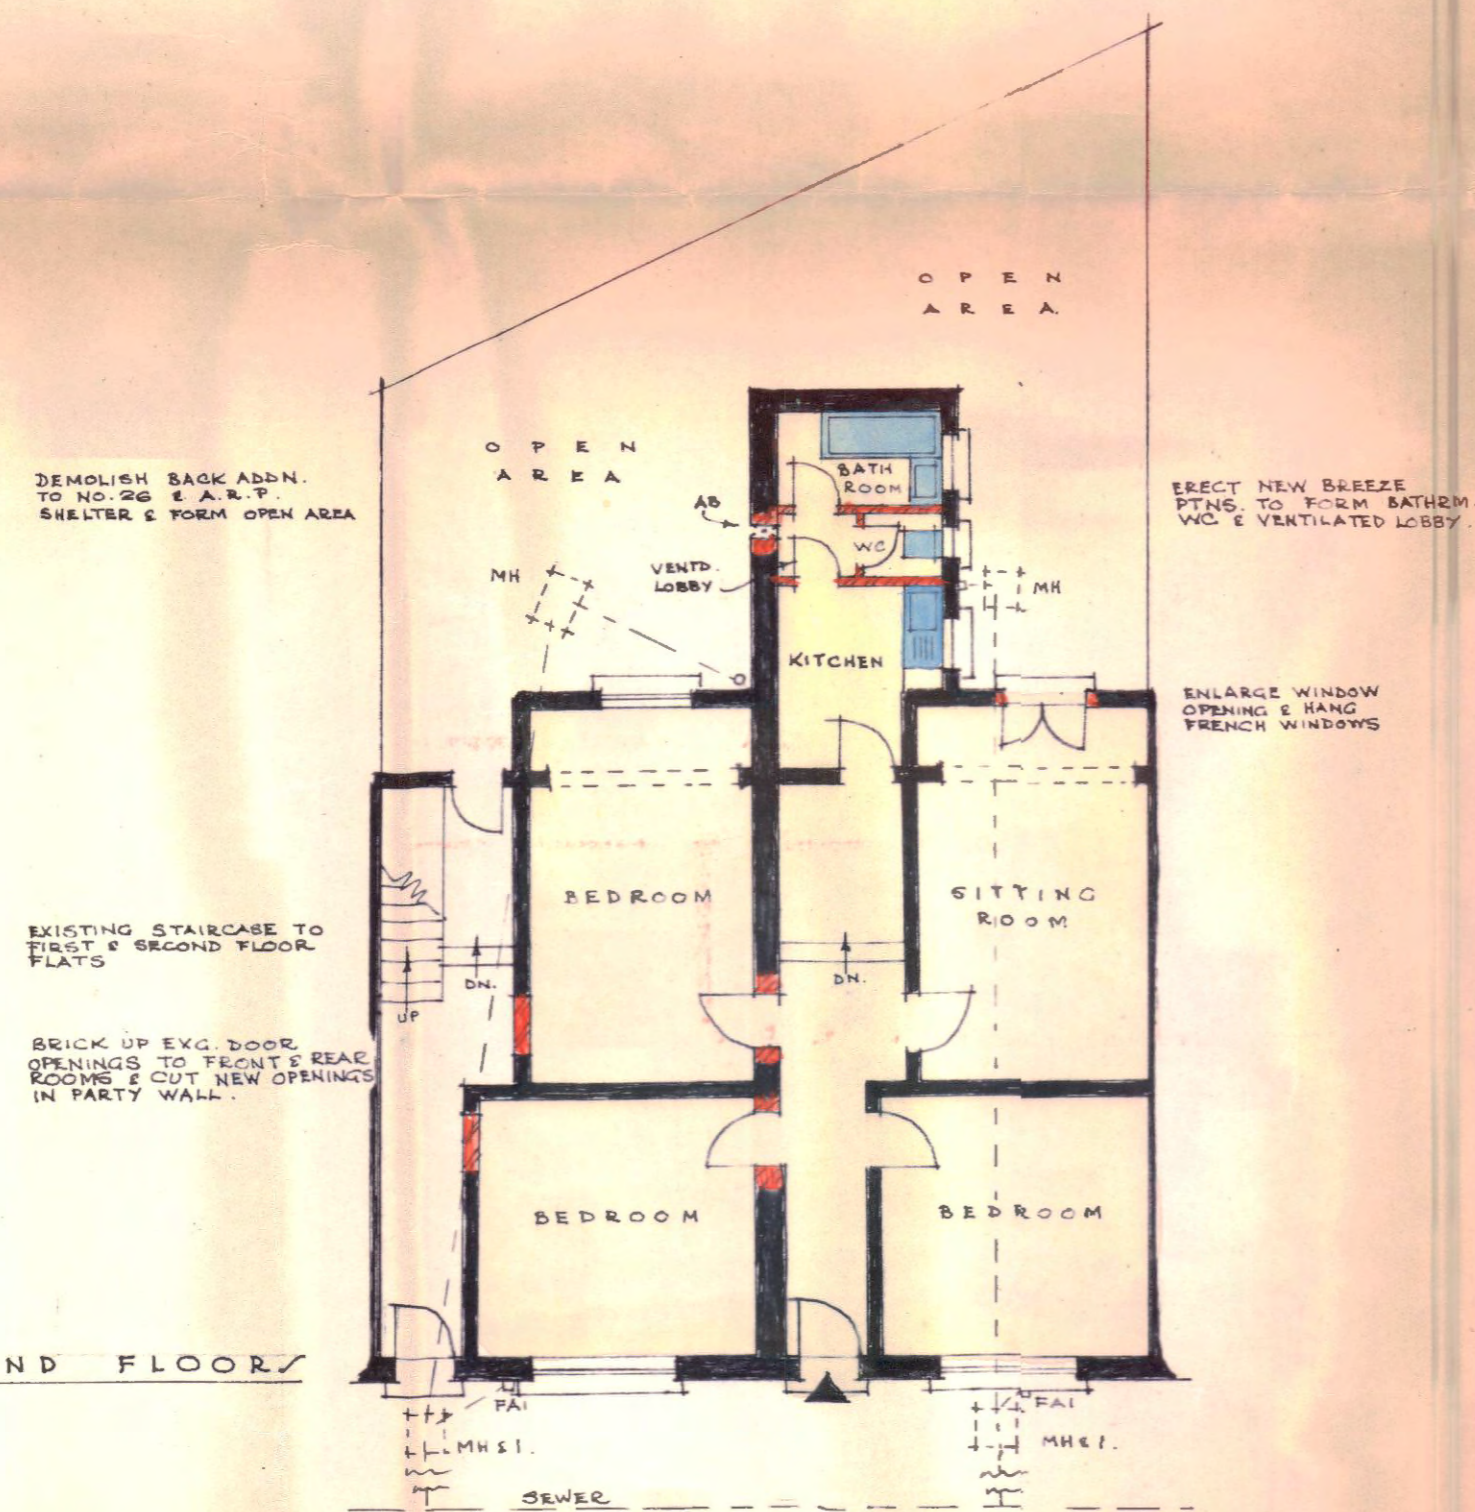 OPEN
AREA.
OPEN
AREA
DEMOLISH BACK ADDN.
TO NO. 26 & A.R.P.
SHELTER & FORM OPEN AREA
BATH
ROOM
ERECT NEW BREEZE
PTNS. TO FORM BATHRM
WC & VENTILATED LOBBY.
AB
WC
VENTD.
LOBBY
MH
MH
KITCHEN
ENLARGE WINDOW
OPENING & HANG
FRENCH WINDOWS
BEDROOM
SITTING
ROOM
EXISTING STAIRCASE TO
FIRST & SECOND FLOOR
FLATS
DN.
DN.
UP
BRICK UP EXG. DOOR
OPENINGS TO FRONT & REAR
ROOMS & CUT NEW OPENINGS
IN PARTY WALL.
BEDROOM
BEDROOM
ND FLOORS
FAI
FAI
MH & I.
MH & I.
SEWER